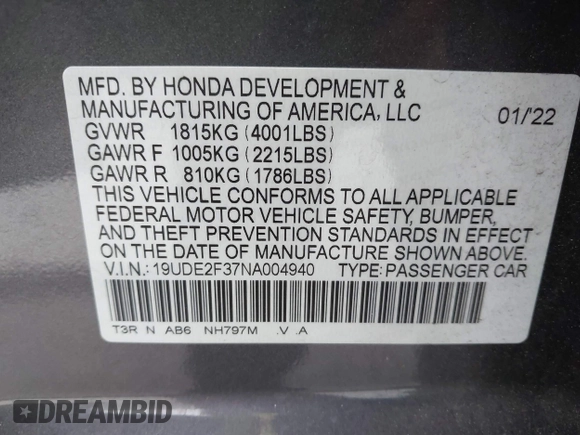 MFD. BY HONDA DEVELOPMENT &
MANUFACTURING OF AMERICA, LLC 01/'22
GVWR 1815KG (4001LBS)
GAWR F 1005KG (2215LBS)
GAWR R 810KG (1786LBS)
THIS VEHICLE CONFORMS TO ALL APPLICABLE
FEDERAL MOTOR VEHICLE SAFETY, BUMPER,
AND THEFT PREVENTION STANDARDS IN EFFECT
ON THE DATE OF MANUFACTURE SHOWN ABOVE.
V.I.N.: 19UDE2F37NA004940 TYPE: PASSENGER CAR
T3R N AB6 NH797M .V .A
DREAMBID